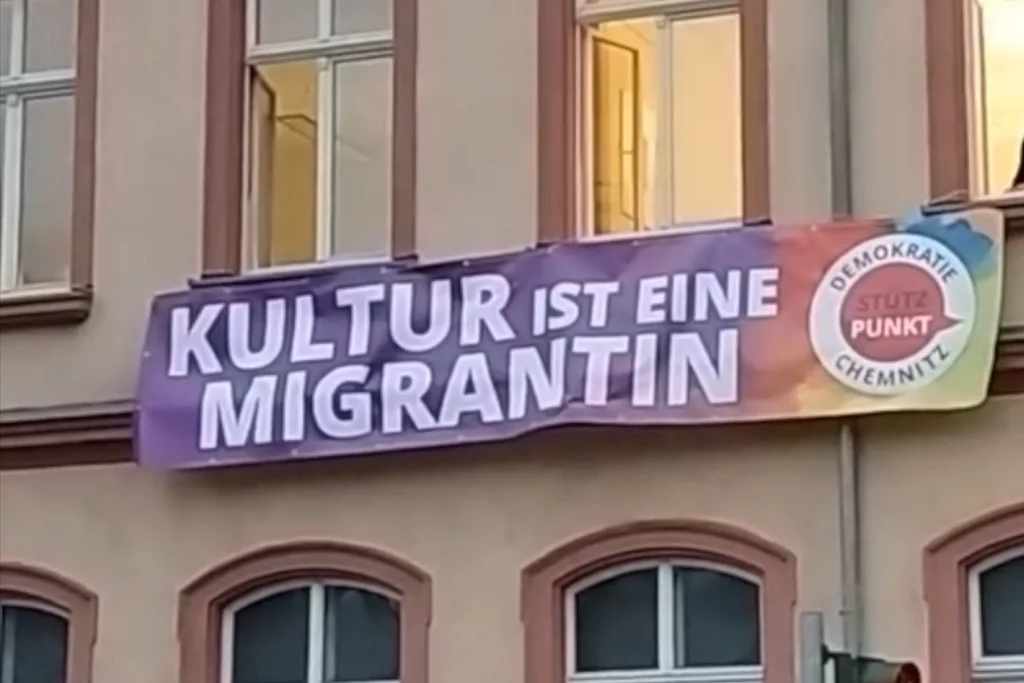 KULTUR IST EINE
MIGRANTIN
DEMOKRATIE
STÜTZ
PUNKT
CHEMNITZ